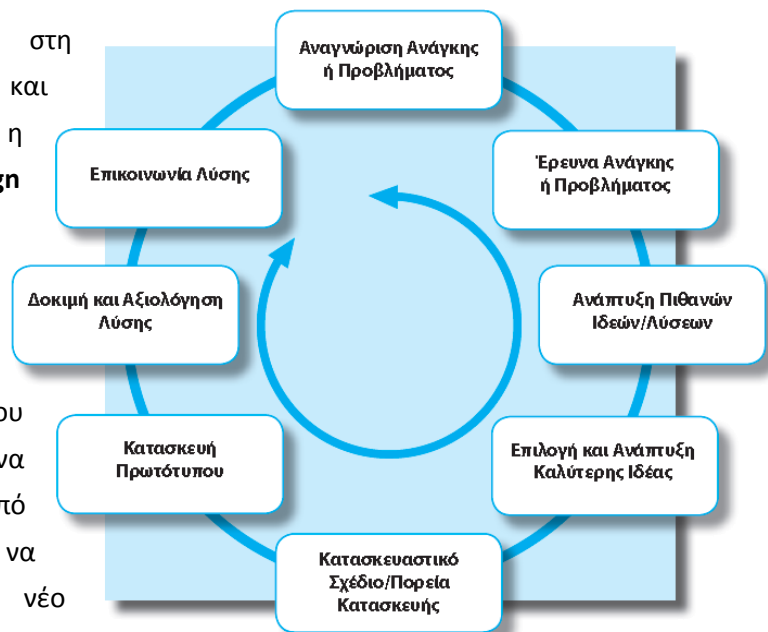 στη
και
η
gn
ου
να
πό
να
νέο
Αναγνώριση Ανάγκης
ή Προβλήματος
Έρευνα Ανάγκης
ή Προβλήματος
Ανάπτυξη Πιθανών
Ιδεών/Λύσεων
Επιλογή και Ανάπτυξη
Καλύτερης Ιδέας
Κατασκευαστικό
Σχέδιο/Πορεία
Κατασκευής
Κατασκευή
Πρωτότυπου
Δοκιμή και Αξιολόγηση
Λύσης
Επικοινωνία Λύσης